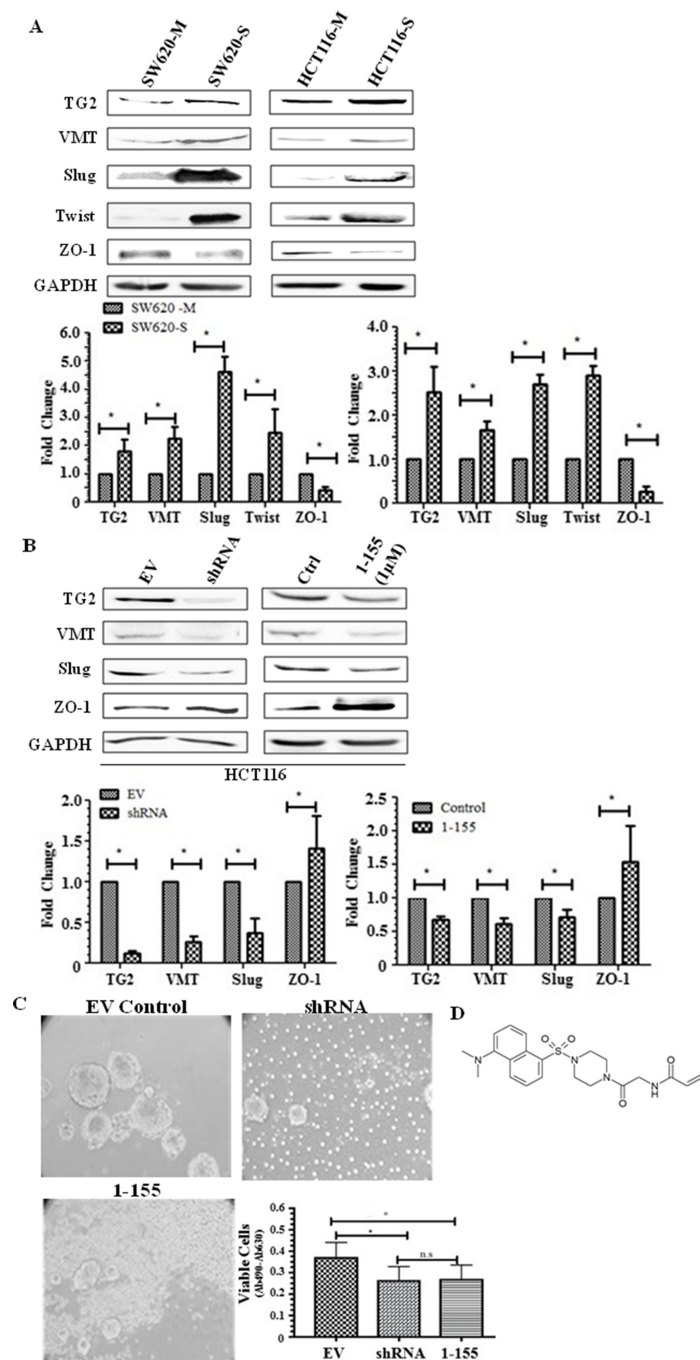 A
SW620-M SW620-S HCT116-M HCT116-S
TG2
VMT
Slug
Twist
ZO-1
GAPDH
SW620 -M
SW620-S
Fold Change
6.0
5.0
4.0
3.0
2.0
1.0
0
* * * * *
TG2 VMT Slug Twist ZO-1
Fold Change
4.0
3.0
2.0
1.0
0
* * * * *
TG2 VMT Slug Twist ZO-1
B
EV shRNA Ctrl 1-155 (1µM)
TG2
VMT
Slug
ZO-1
GAPDH
HCT116
EV
shRNA
Fold Change
2.0
1.5
1.0
0.5
0
* * * *
TG2 VMT Slug ZO-1
Control
1-155
Fold Change
2.5
2.0
1.5
1.0
0.5
0
* * * *
TG2 VMT Slug ZO-1
C
EV Control shRNA
1-155
Viable Cells
(Ab490-Ab630)
0.6
0.5
0.4
0.3
0.2
0.1
0
*
*
n.s
EV shRNA 1-155
D
O O
S
N
N
N
O
N
H
O